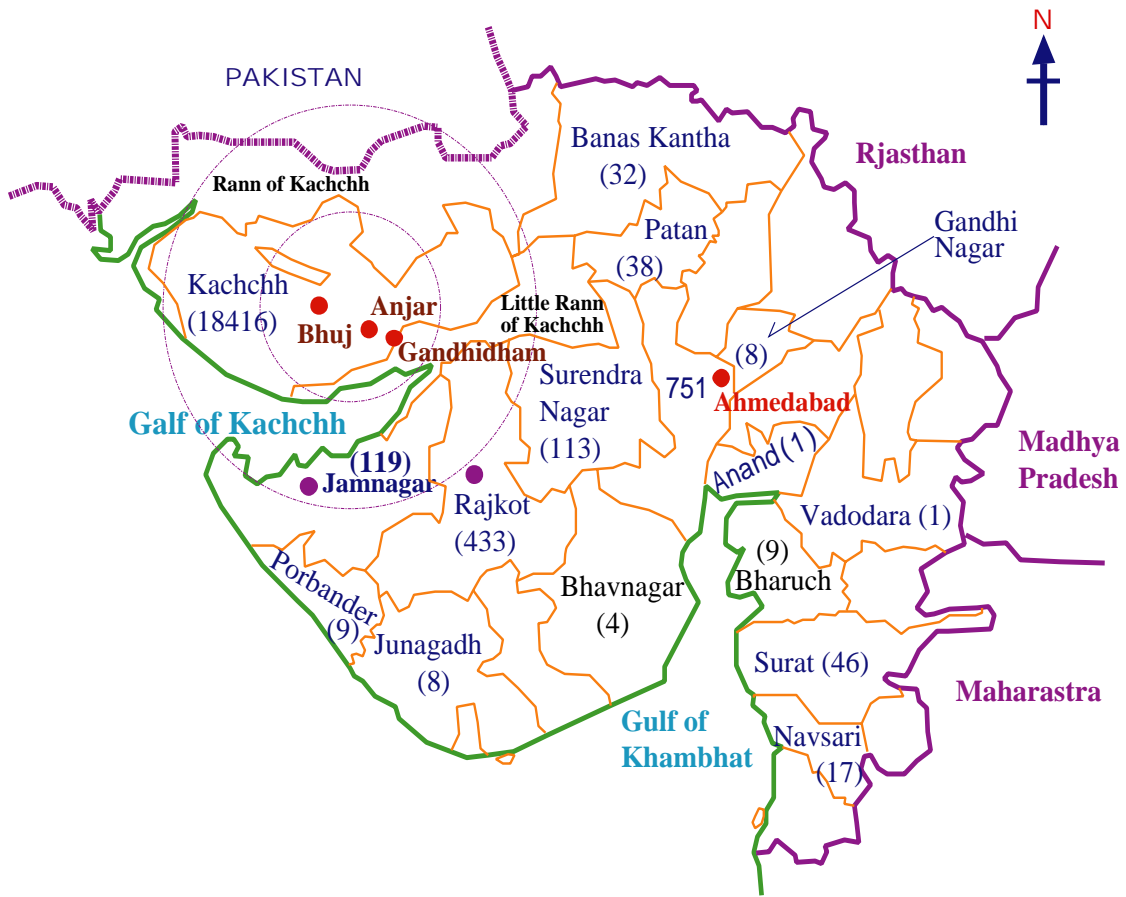 N
PAKISTAN
Banas Kantha
(32)
Rjasthan
Rann of Kachchh
Gandhi
Nagar
Patan
(38)
Kachchh
(18416)
Little Rann
of Kachchh
Anjar
Bhuj
Gandhidham
(8)
Surendra
Nagar
(113)
751
Ahmedabad
Galf of Kachchh
Madhya
Pradesh
(119)
Jamnagar
Anand (1)
Rajkot
(433)
Vadodara (1)
(9)
Bharuch
Porbander
(9)
Bhavnagar
(4)
Junagadh
(8)
Surat (46)
Maharastra
Gulf of
Khambhat
Navsari
(17)